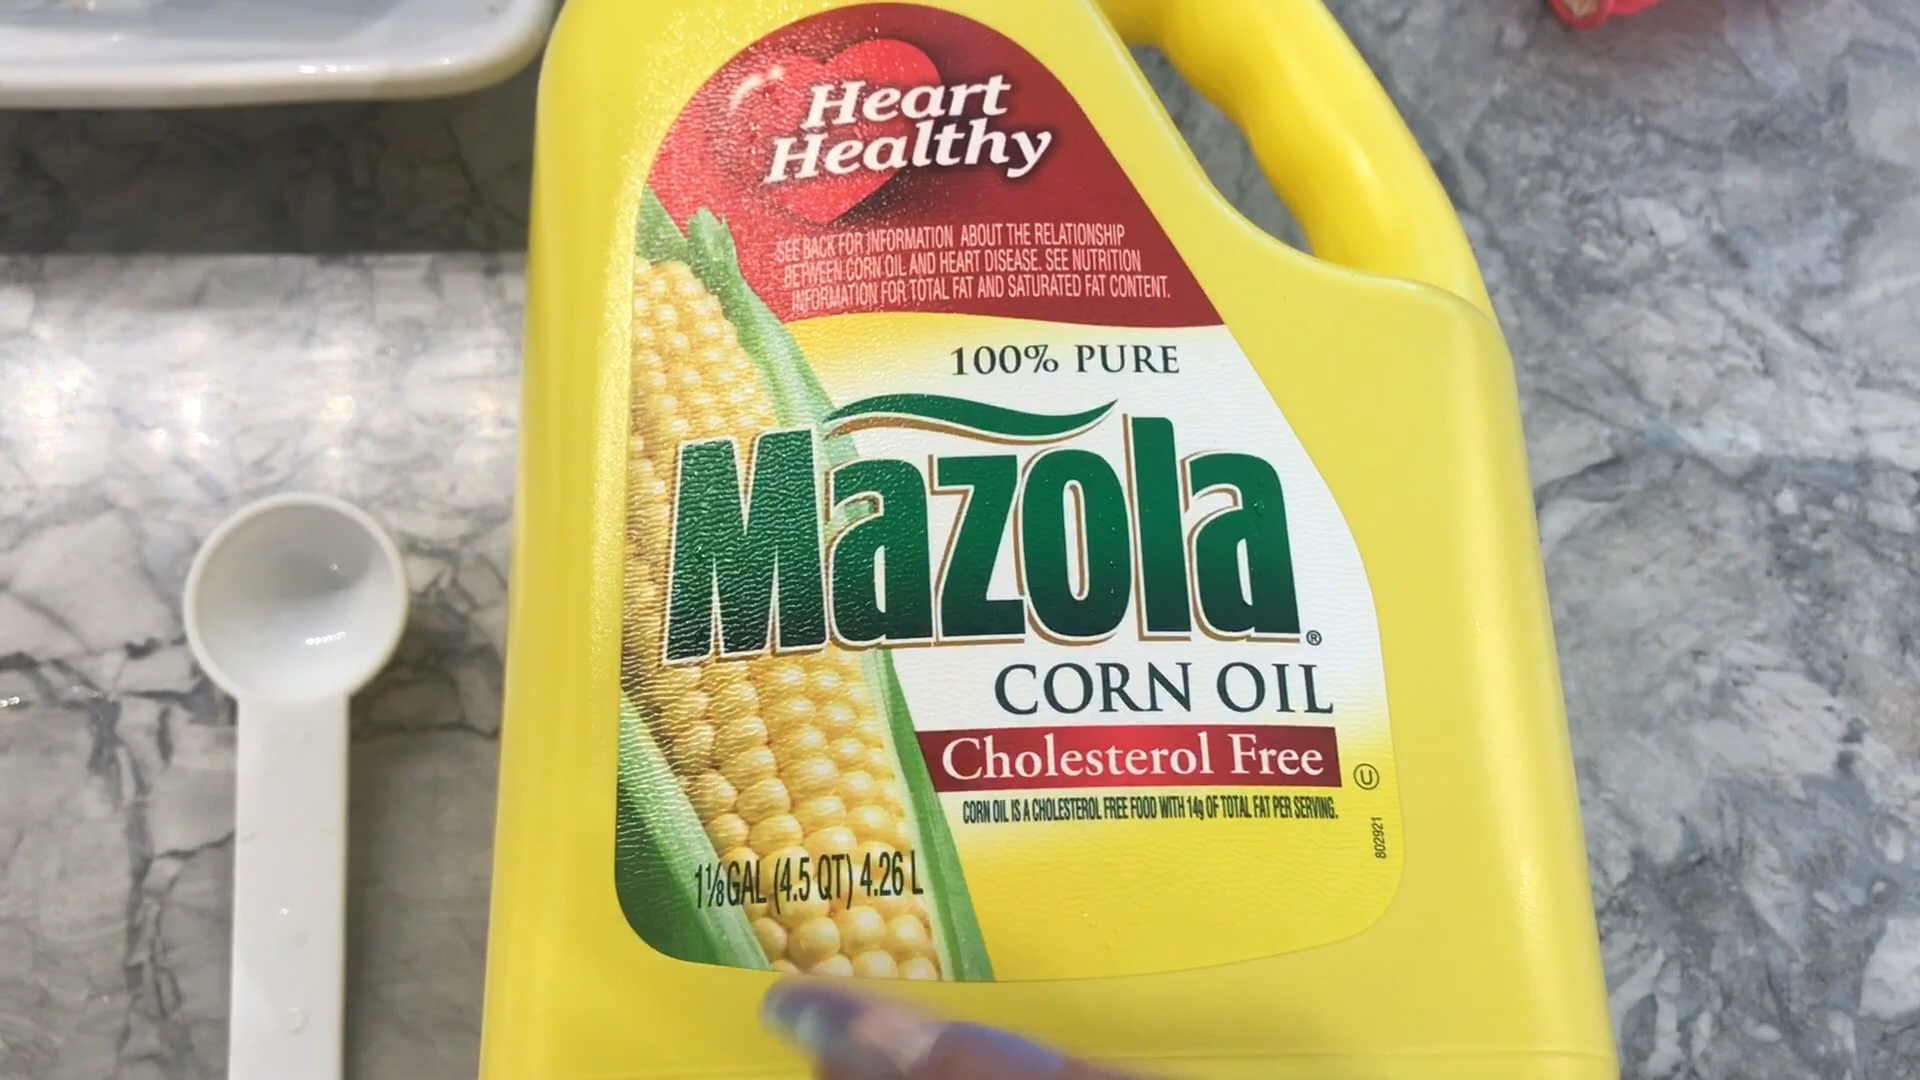 Heart
Healthy
SEE BACK FOR INFORMATION ABOUT THE RELATIONSHIP
BETWEEN CORN OIL AND HEART DISEASE. SEE NUTRITION
INFORMATION FOR TOTAL FAT AND SATURATED FAT CONTENT.
100% PURE
Mazola®
CORN OIL
Cholesterol Free
U
CORN OIL IS A CHOLESTEROL FREE FOOD WITH 14g OF TOTAL FAT PER SERVING.
802921
1⅛ GAL (4.5 QT) 4.26 L